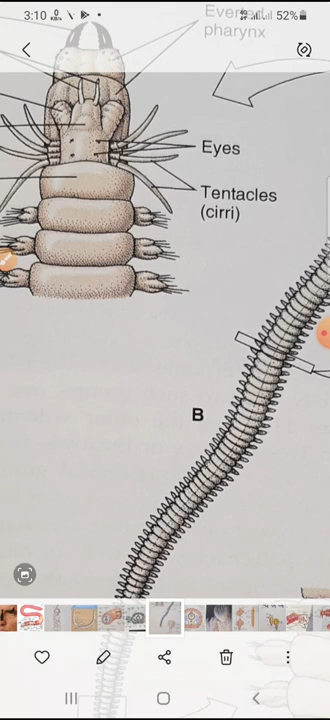 3:10
52%
Everted
pharynx
Eyes
Tentacles
(cirri)
B